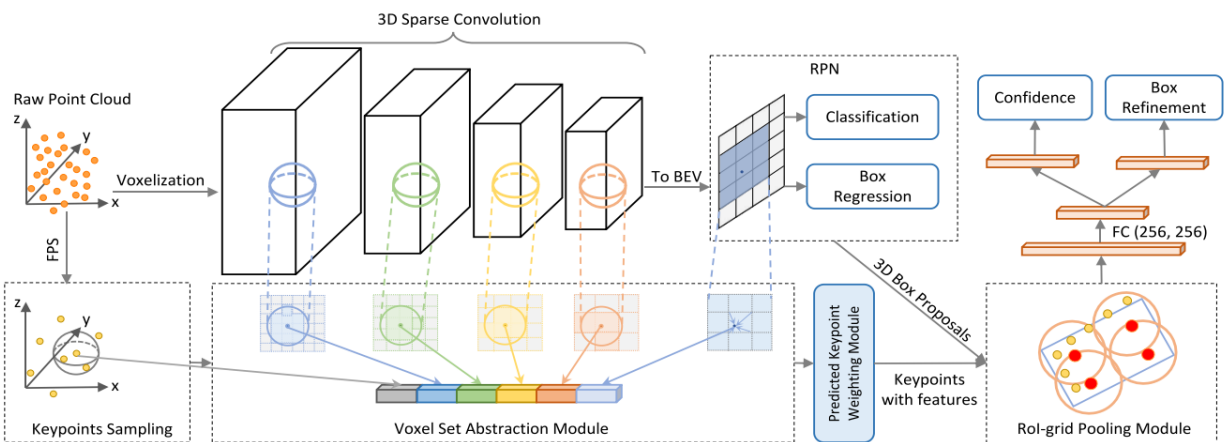 3D Sparse Convolution
Raw Point Cloud
z
y
x
Voxelization
FPS
To BEV
RPN
Classification
Box
Regression
Confidence
Box
Refinement
FC (256, 256)
3D Box Proposals
z
y
x
Keypoints Sampling
Voxel Set Abstraction Module
Predicted Keypoint
Weighting Module
Keypoints
with features
RoI-grid Pooling Module